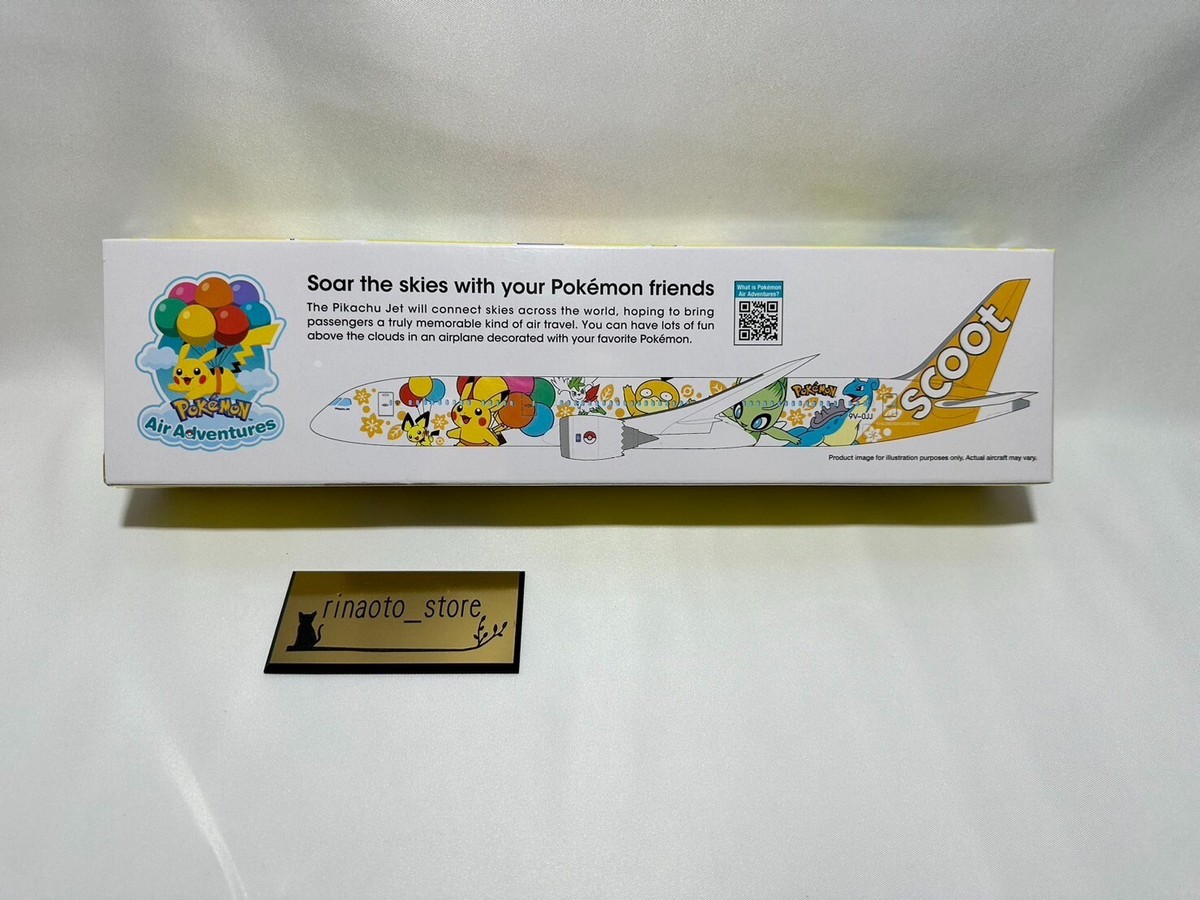 Soar the skies with your Pokémon friends
The Pikachu Jet will connect skies across the world, hoping to bring
passengers a truly memorable kind of air travel. You can have lots of fun
above the clouds in an airplane decorated with your favorite Pokémon.
What is Pokémon
Air Adventures?
POKÉMON
Air Adventures
POKÉMON
9V-OJJ
scoot
Product image for illustration purposes only. Actual aircraft may vary.
rinaoto_store